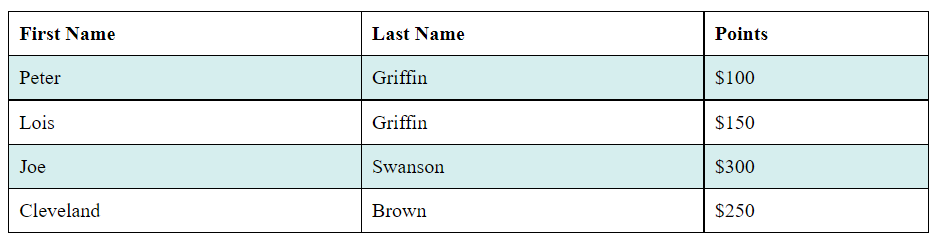 First Name Last Name Points
Peter Griffin $100
Lois Griffin $150
Joe Swanson $300
Cleveland Brown $250